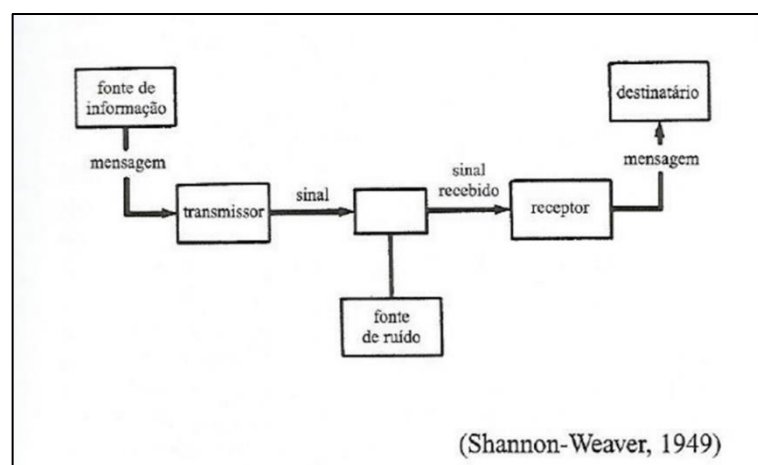 fonte de
informação
mensagem
transmissor
sinal
sinal
recebido
receptor
mensagem
destinatário
fonte
de ruído
(Shannon-Weaver, 1949)